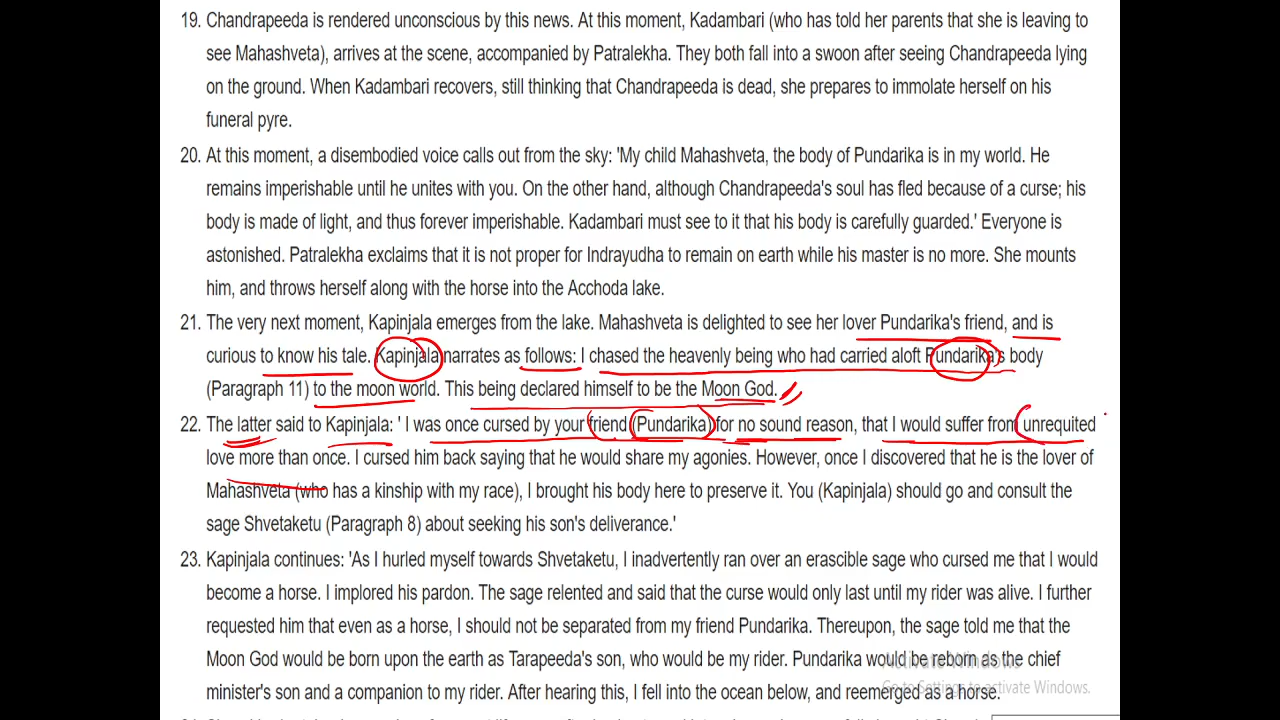 19. Chandrapeeda is rendered unconscious by this news. At this moment, Kadambari (who has told her parents that she is leaving to
see Mahashveta), arrives at the scene, accompanied by Patralekha. They both fall into a swoon after seeing Chandrapeeda lying
on the ground. When Kadambari recovers, still thinking that Chandrapeeda is dead, she prepares to immolate herself on his
funeral pyre.
20. At this moment, a disembodied voice calls out from the sky: 'My child Mahashveta, the body of Pundarika is in my world. He
remains imperishable until he unites with you. On the other hand, although Chandrapeeda's soul has fled because of a curse; his
body is made of light, and thus forever imperishable. Kadambari must see to it that his body is carefully guarded.' Everyone is
astonished. Patralekha exclaims that it is not proper for Indrayudha to remain on earth while his master is no more. She mounts
him, and throws herself along with the horse into the Acchoda lake.
21. The very next moment, Kapinjala emerges from the lake. Mahashveta is delighted to see her lover Pundarika's friend, and is
curious to know his tale. Kapinjala narrates as follows: I chased the heavenly being who had carried aloft Pundarika's body
(Paragraph 11) to the moon world. This being declared himself to be the Moon God.
22. The latter said to Kapinjala: ' I was once cursed by your friend (Pundarika) for no sound reason, that I would suffer from unrequited
love more than once. I cursed him back saying that he would share my agonies. However, once I discovered that he is the lover of
Mahashveta (who has a kinship with my race), I brought his body here to preserve it. You (Kapinjala) should go and consult the
sage Shvetaketu (Paragraph 8) about seeking his son's deliverance.'
23. Kapinjala continues: 'As I hurled myself towards Shvetaketu, I inadvertently ran over an erascible sage who cursed me that I would
become a horse. I implored his pardon. The sage relented and said that the curse would only last until my rider was alive. I further
requested him that even as a horse, I should not be separated from my friend Pundarika. Thereupon, the sage told me that the
Moon God would be born upon the earth as Tarapeeda's son, who would be my rider. Pundarika would be reborn as the chief
minister's son and a companion to my rider. After hearing this, I fell into the ocean below, and reemerged as a horse.
Activate Windows
Go to Settings to activate Windows.